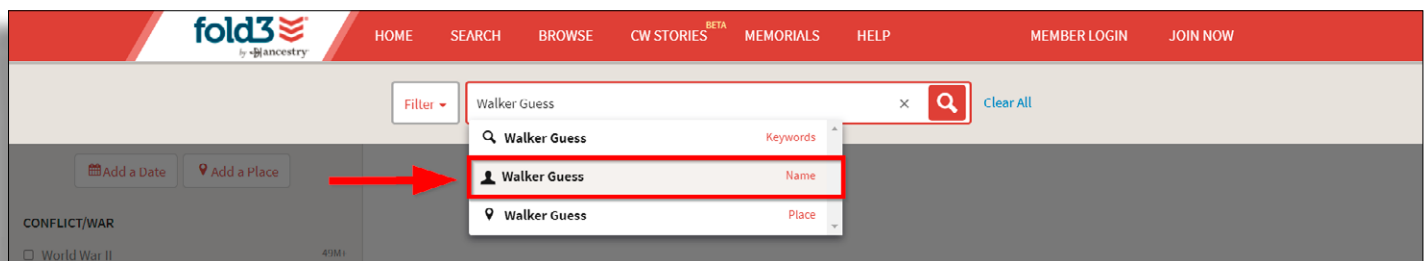 fold3
by ancestry
HOME SEARCH BROWSE CW STORIES BETA MEMORIALS HELP MEMBER LOGIN JOIN NOW
Filter Walker Guess × Clear All
Walker Guess Keywords
Walker Guess Name
Walker Guess Place
Add a Date Add a Place
CONFLICT/WAR
World War II 49M+